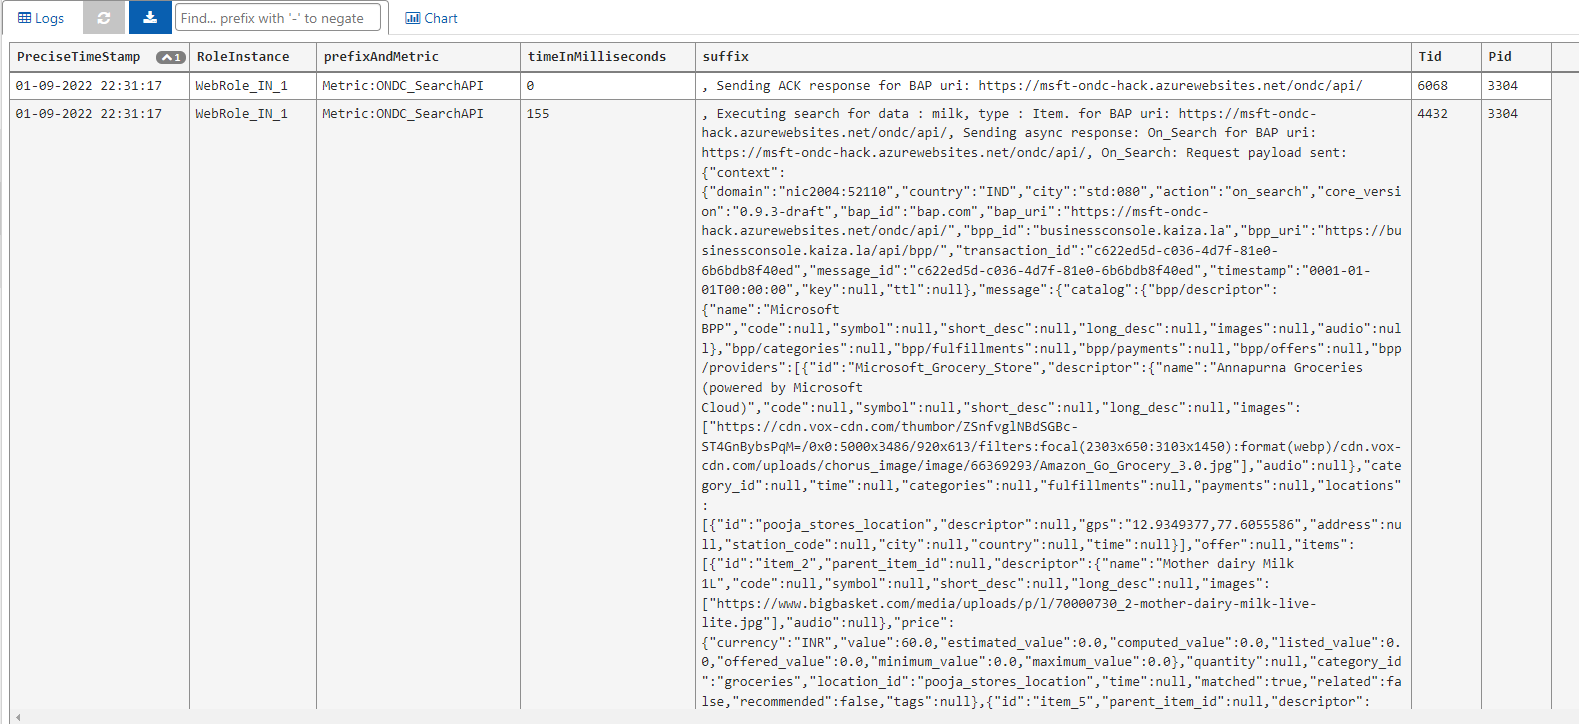 Logs
Find... prefix with '-' to negate
Chart
PreciseTimeStamp 1 RoleInstance prefixAndMetric timeInMilliseconds suffix Tid Pid
01-09-2022 22:31:17 WebRole_IN_1 Metric:ONDC_SearchAPI 0 , Sending ACK response for BAP uri: https://msft-ondc-hack.azurewebsites.net/ondc/api/ 6068 3304
01-09-2022 22:31:17 WebRole_IN_1 Metric:ONDC_SearchAPI 155 , Executing search for data : milk, type : Item. for BAP uri: https://msft-ondc- 4432 3304
hack.azurewebsites.net/ondc/api/, Sending async response: On_Search for BAP uri:
https://msft-ondc-hack.azurewebsites.net/ondc/api/, On_Search: Request payload sent:
{"context":
{"domain":"nic2004:52110","country":"IND","city":"std:080","action":"on_search","core_versi
on":"0.9.3-draft","bap_id":"bap.com","bap_uri":"https://msft-ondc-
hack.azurewebsites.net/ondc/api/","bpp_id":"businessconsole.kaiza.la","bpp_uri":"https://bu
sinessconsole.kaiza.la/api/bpp/","transaction_id":"c622ed5d-c036-4d7f-81e0-
6b6bdb8f40ed","message_id":"c622ed5d-c036-4d7f-81e0-6b6bdb8f40ed","timestamp":"0001-01-
01T00:00:00","key":null,"ttl":null},"message":{"catalog":{"bpp/descriptor":
{"name":"Microsoft
BPP","code":null,"symbol":null,"short_desc":null,"long_desc":null,"images":null,"audio":nul
l},"bpp/categories":null,"bpp/fulfillments":null,"bpp/payments":null,"bpp/offers":null,"bpp
/providers":[{"id":"Microsoft_Grocery_Store","descriptor":{"name":"Annapurna Groceries
(powered by Microsoft
Cloud)","code":null,"symbol":null,"short_desc":null,"long_desc":null,"images":
["https://cdn.vox-cdn.com/thumbor/ZSnfvglNBdSGBc-
ST4GnBybsPqM=/0x0:5000x3486/920x613/filters:focal(2303x650:3103x1450):format(webp)/cdn.vox-
cdn.com/uploads/chorus_image/image/66369293/Amazon_Go_Grocery_3.0.jpg"],"audio":null},"cate
gory_id":null,"time":null,"categories":null,"fulfillments":null,"payments":null,"locations"
:
[{"id":"pooja_stores_location","descriptor":null,"gps":"12.9349377,77.6055586","address":nu
ll,"station_code":null,"city":null,"country":null,"time":null}],"offer":null,"items":
[{"id":"item_2","parent_item_id":null,"descriptor":{"name":"Mother dairy Milk
1L","code":null,"symbol":null,"short_desc":null,"long_desc":null,"images":
["https://www.bigbasket.com/media/uploads/p/l/70000730_2-mother-dairy-milk-live-
lite.jpg"],"audio":null},"price":
{"currency":"INR","value":60.0,"estimated_value":0.0,"computed_value":0.0,"listed_value":0.
0,"offered_value":0.0,"minimum_value":0.0,"maximum_value":0.0},"quantity":null,"category_id
":"groceries","location_id":"pooja_stores_location","time":null,"matched":true,"related":fa
lse,"recommended":false,"tags":null},{"id":"item_5","parent_item_id":null,"descriptor":